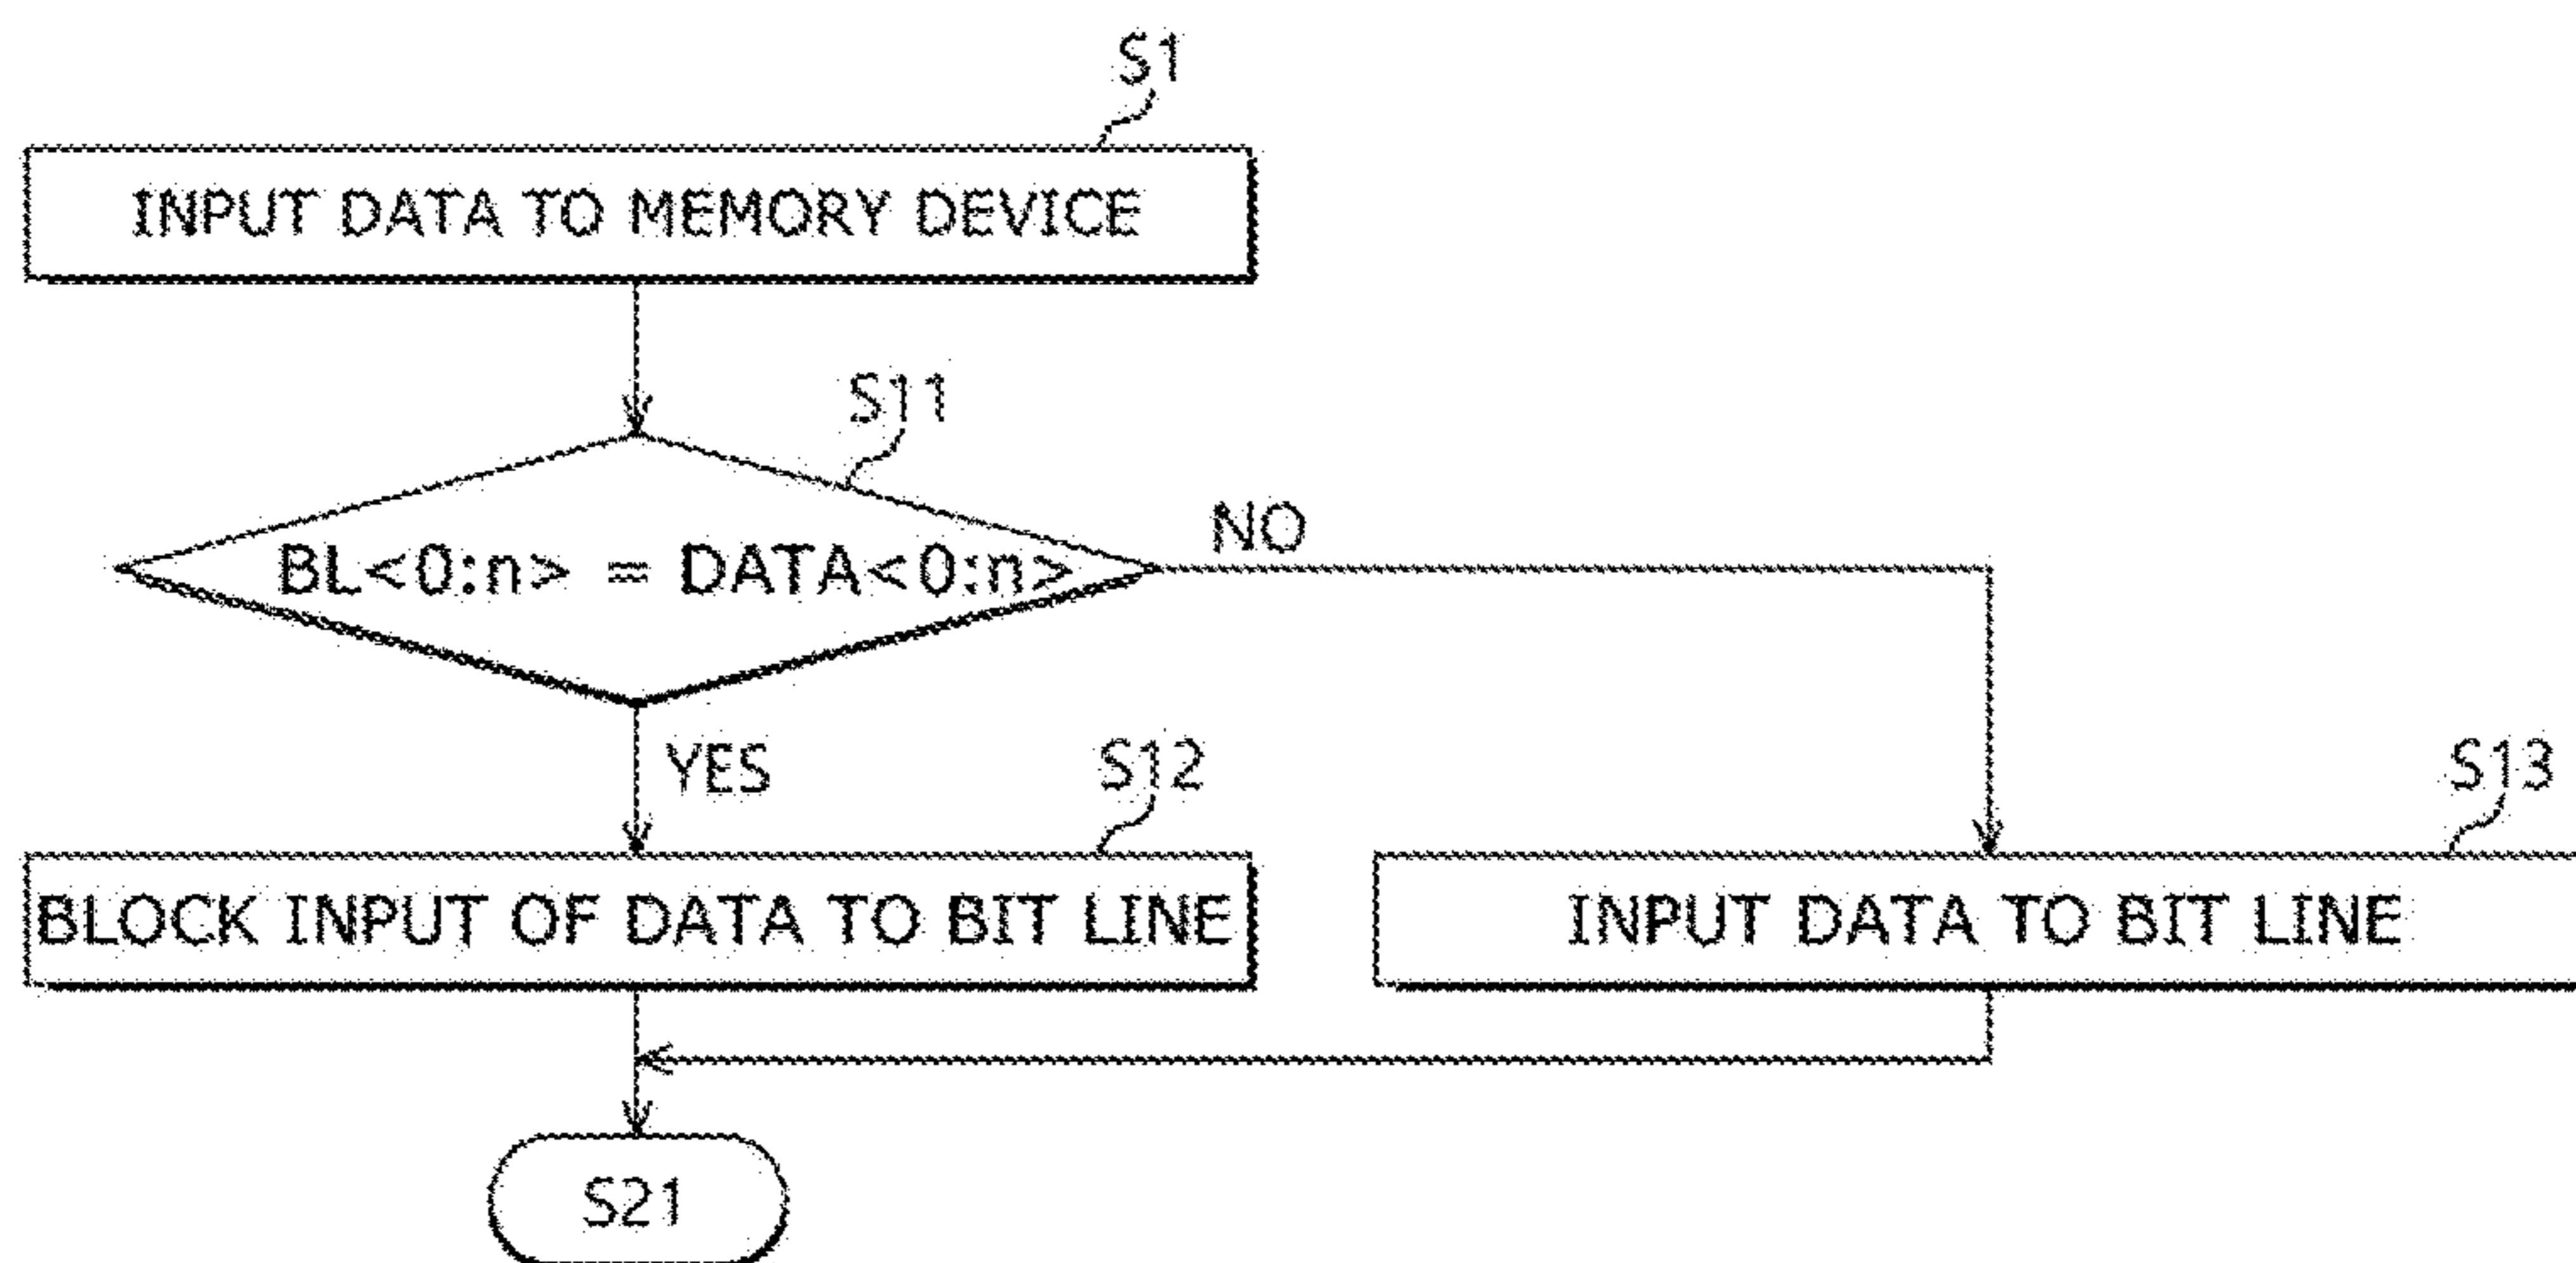 S1
INPUT DATA TO MEMORY DEVICE
S11
BL<0:n> = DATA<0:n>
NO
YES
S12
S13
BLOCK INPUT OF DATA TO BIT LINE
INPUT DATA TO BIT LINE
S21